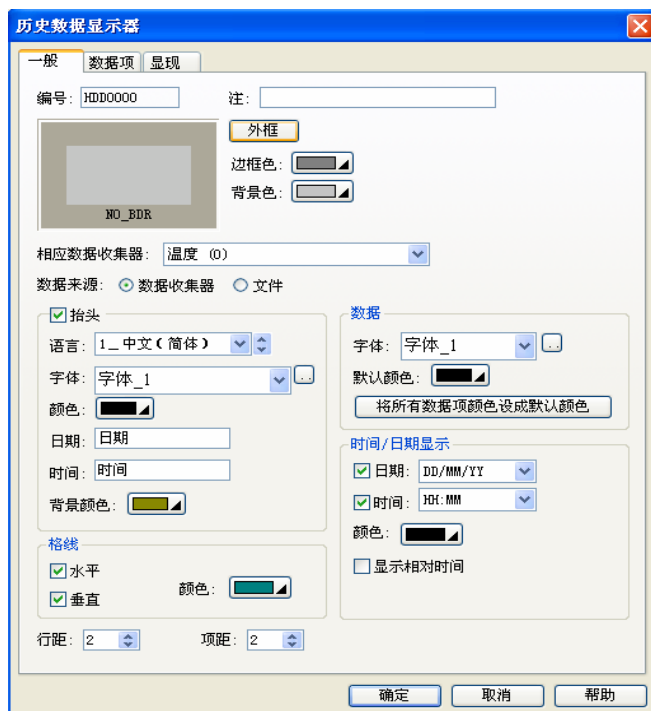 历史数据显示器
一般 数据项 显现
编号: HDD0000 注:
外框
边框色:
背景色:
NO_BDR
相应数据收集器: 温度 (0)
数据来源: 数据收集器 文件
抬头
语言: 1_中文(简体)
字体: 字体_1 ..
颜色:
日期: 日期
时间: 时间
背景颜色:
数据
字体: 字体_1 ..
默认颜色:
将所有数据项颜色设成默认颜色
时间/日期显示
日期: DD/MM/YY
时间: HH:MM
颜色:
显示相对时间
格线
水平
垂直
颜色:
行距: 2 项距: 2
确定 取消 帮助